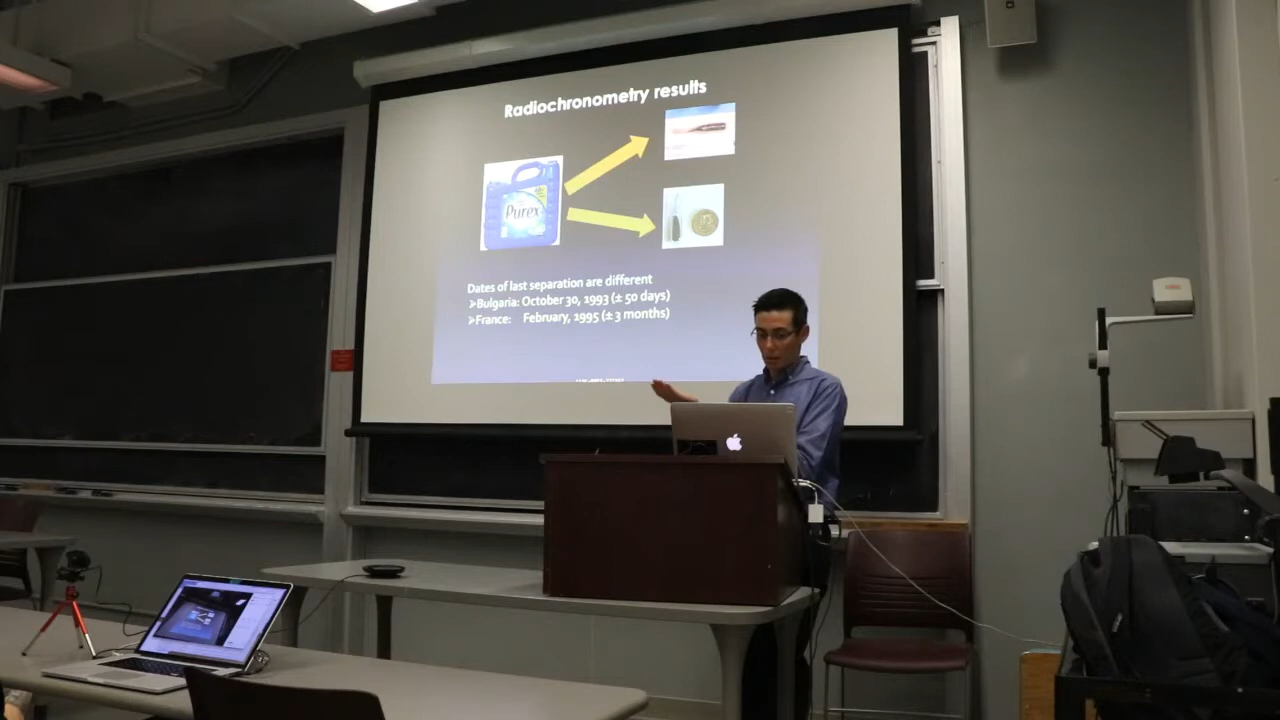 Radiochronometry results
Purex
Dates of last separation are different
➢Bulgaria: October 30, 1993 (± 50 days)
➢France: February, 1995 (± 3 months)